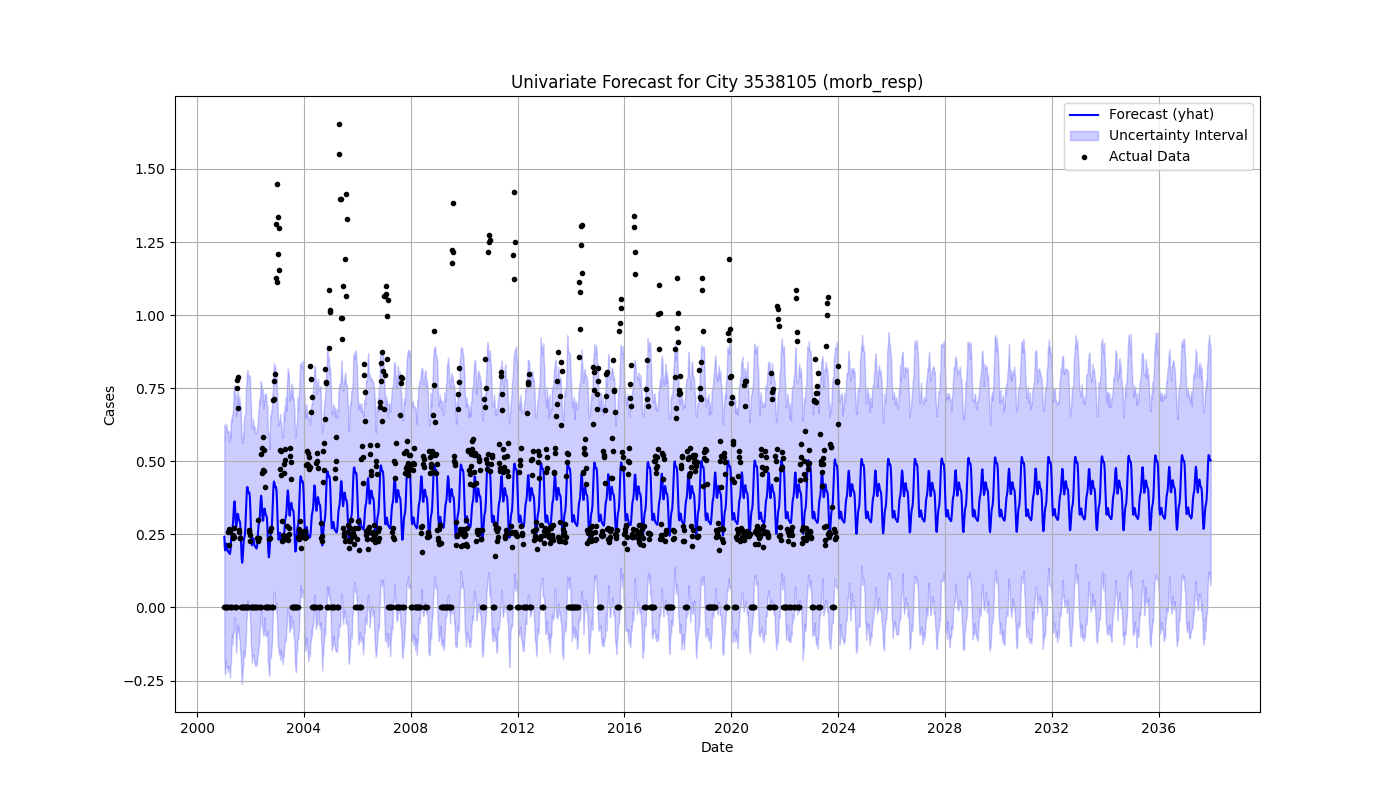 Univariate Forecast for City 3538105 (morb_resp)
Forecast (yhat)
Uncertainty Interval
Actual Data
Cases
1.50
1.25
1.00
0.75
0.50
0.25
0.00
−0.25
2000 2004 2008 2012 2016 2020 2024 2028 2032 2036
Date